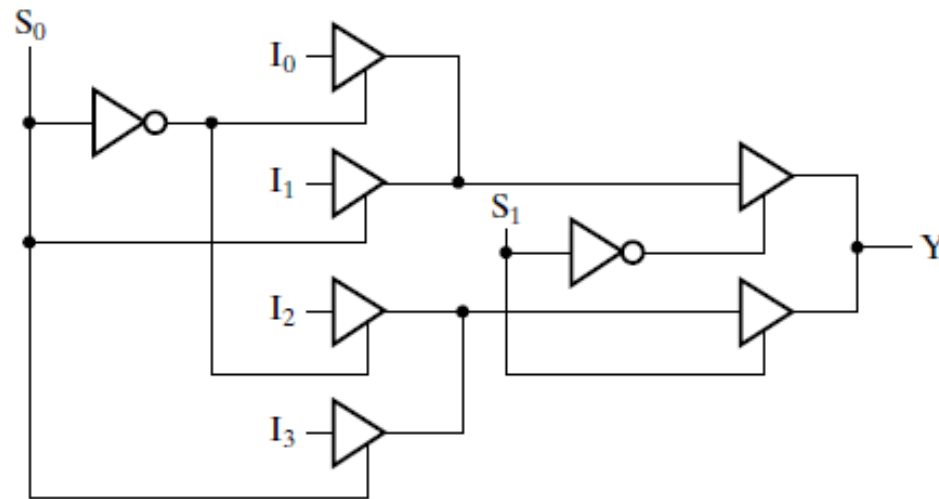 S₀
I₀
I₁
S₁
Y
I₂
I₃